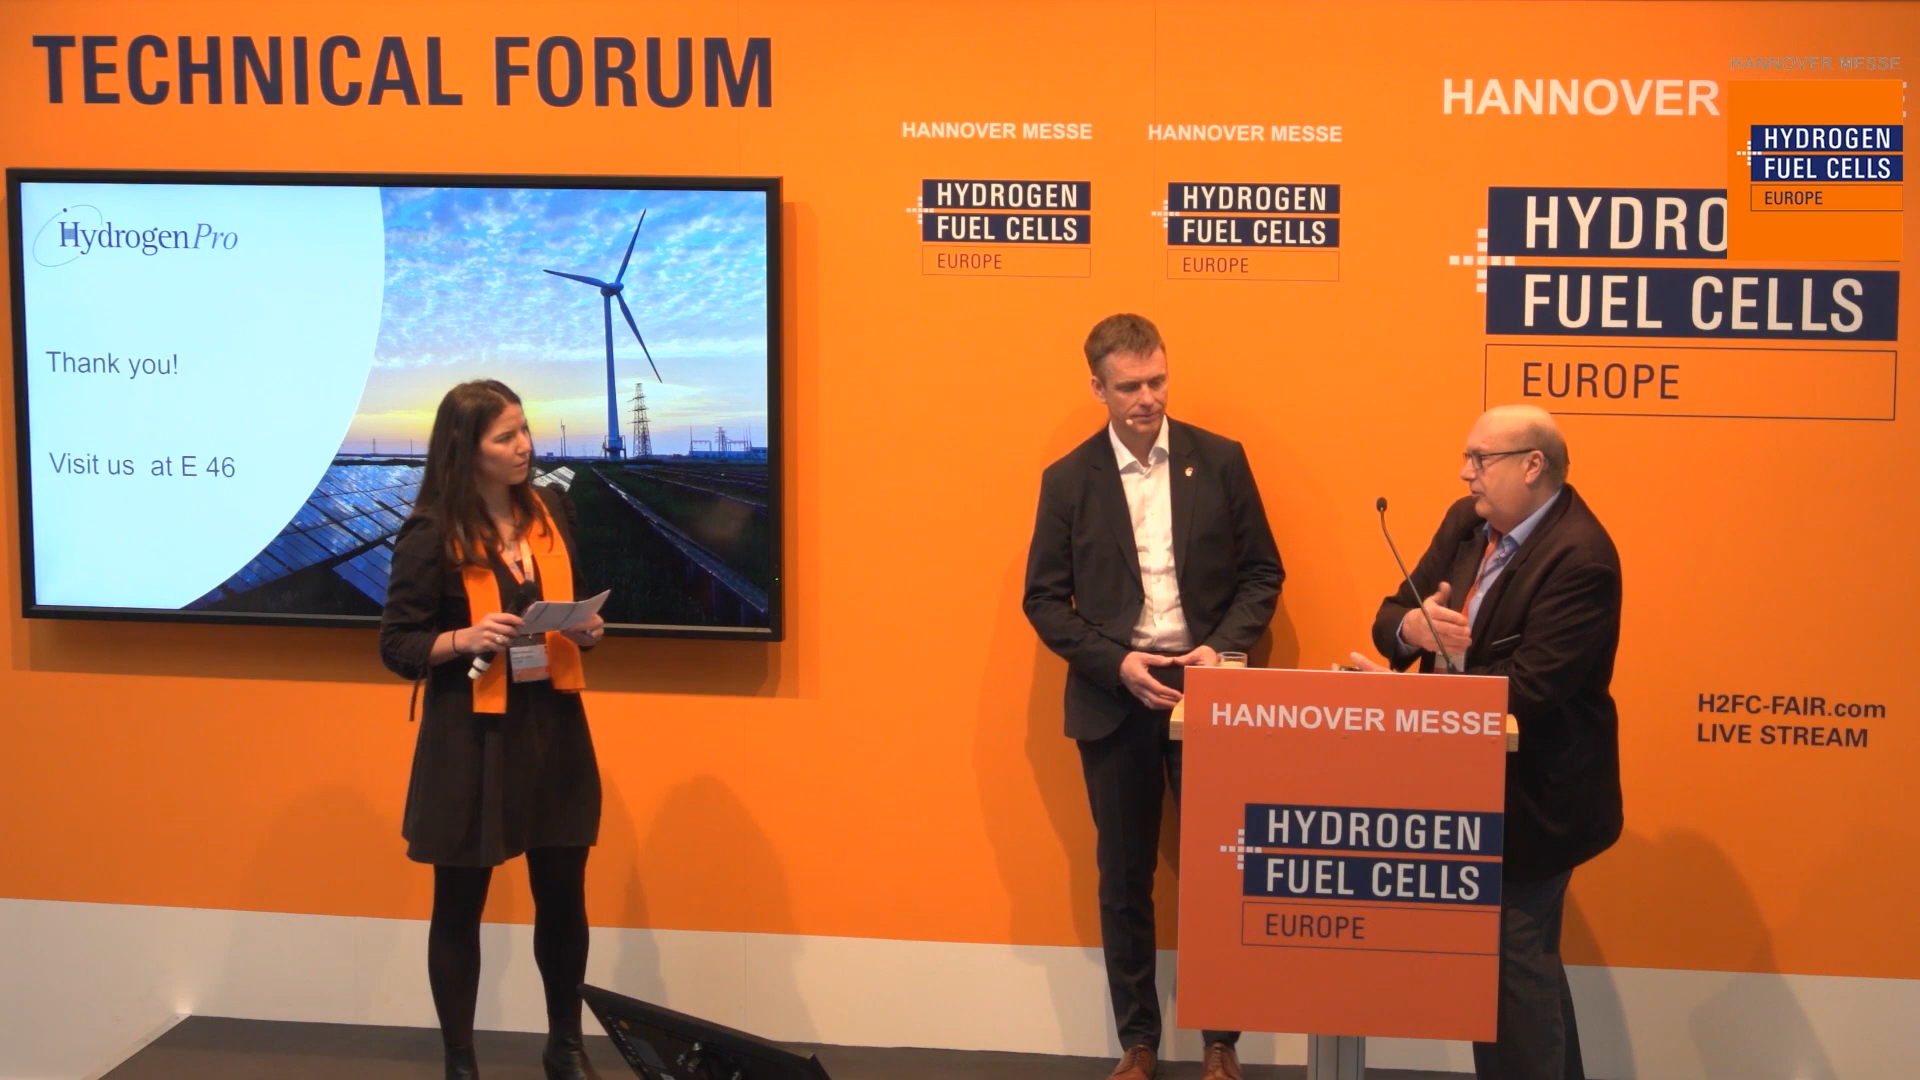 TECHNICAL FORUM
HydrogenPro
Thank you!
Visit us at E 46
HANNOVER MESSE
HYDROGEN
FUEL CELLS
EUROPE
HANNOVER MESSE
HYDROGEN
FUEL CELLS
EUROPE
HANNOVER
HYDRO
FUEL CELLS
EUROPE
HANNOVER MESSE
HYDROGEN
FUEL CELLS
EUROPE
H2FC-FAIR.com
LIVE STREAM
HANNOVER MESSE
HYDROGEN
FUEL CELLS
EUROPE